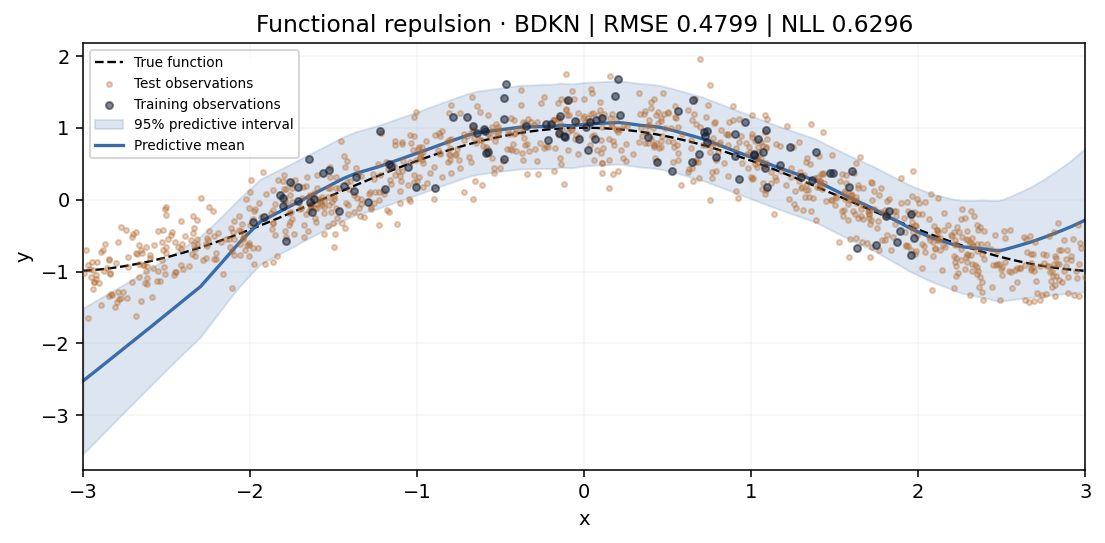 Functional repulsion · BDKN | RMSE 0.4799 | NLL 0.6296
True function
Test observations
Training observations
95% predictive interval
Predictive mean
2
1
0
−1
−2
−3
y
−3
−2
−1
0
1
2
3
x